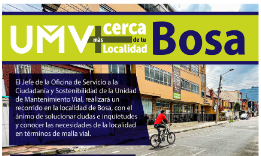 UMV + cerca más de tu Localidad Bosa
El Jefe de la Oficina de Servicio a la
Ciudadanía y Sostenibilidad de la Unidad
de Mantenimiento Vial, realizará un
recorrido en la localidad de Bosa, con el
ánimo de solucionar dudas e inquietudes
y conocer las necesidades de la localidad
en términos de malla vial.